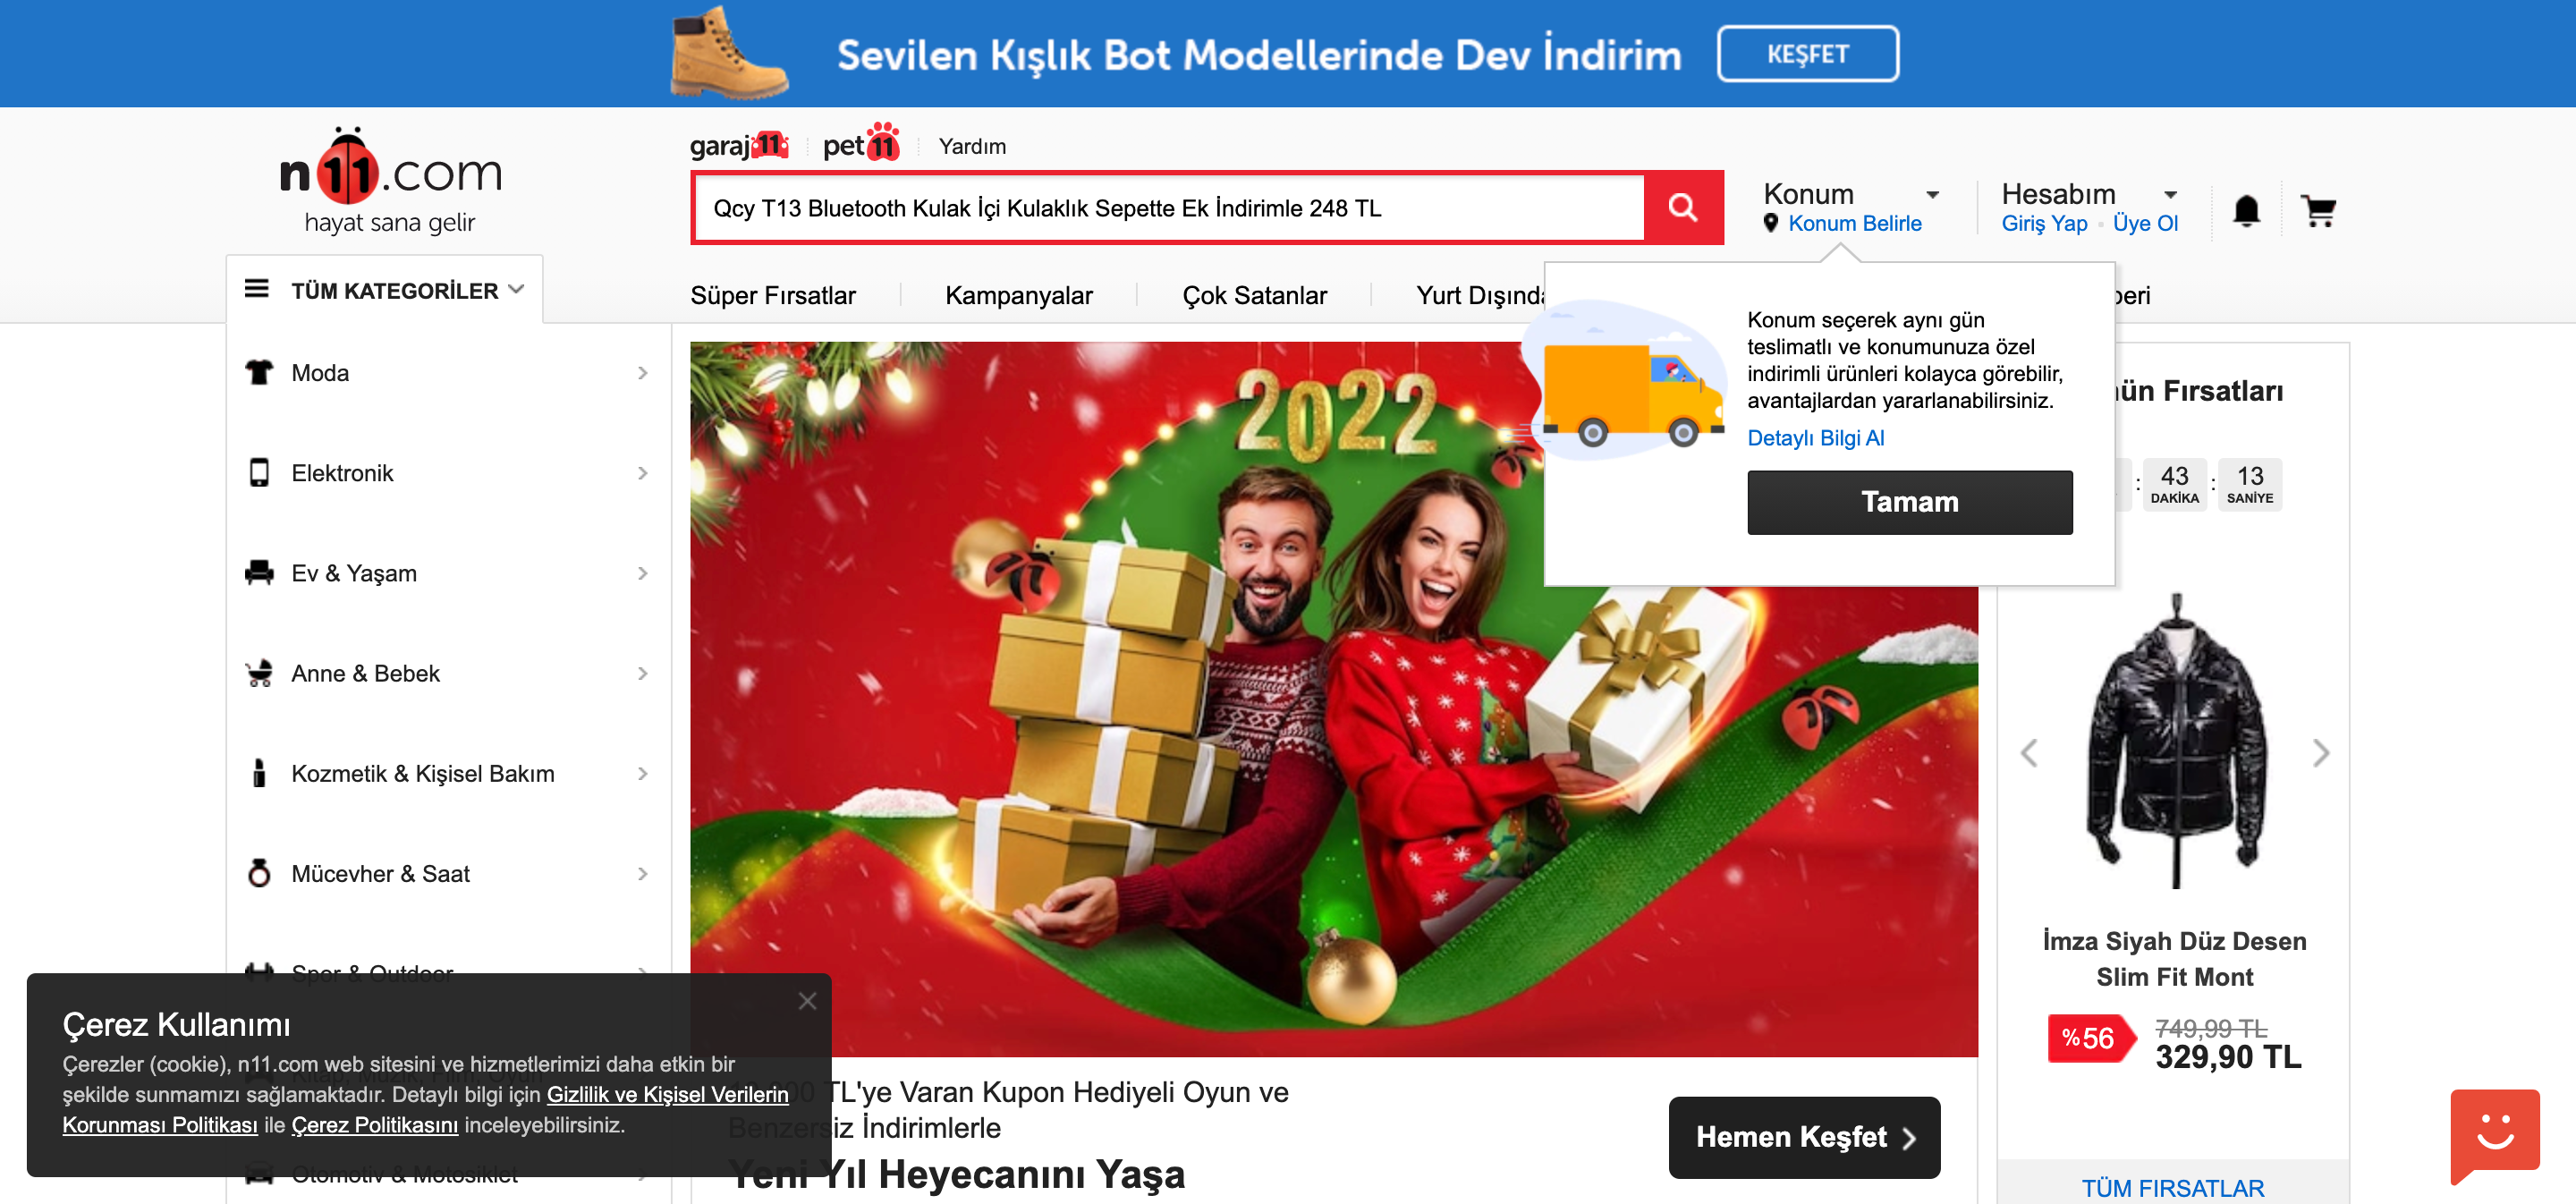 Sevilen Kışlık Bot Modellerinde Dev İndirim
KEŞFET
garaj11
pet11
Yardım
n11.com
hayat sana gelir
Qcy T13 Bluetooth Kulak İçi Kulaklık Sepette Ek İndirimle 248 TL
Konum
Konum Belirle
Hesabım
Giriş Yap
Üye Ol
TÜM KATEGORİLER
Süper Fırsatlar
Kampanyalar
Çok Satanlar
Yurt Dışında
Moda
Elektronik
Ev & Yaşam
Anne & Bebek
Kozmetik & Kişisel Bakım
Mücevher & Saat
Spor & Outdoor
Kitap, Müzik, Film, Oyun
Otomotiv & Motosiklet
2022
Konum seçerek aynı gün
teslimatlı ve konumunuza özel
indirimli ürünleri kolayca görebilir,
avantajlardan yararlanabilirsiniz.
Detaylı Bilgi Al
Tamam
Fırsatları
: 43 : 13
DAKİKA SANİYE
İmza Siyah Düz Desen
Slim Fit Mont
%56
749,99 TL
329,90 TL
TÜM FIRSATLAR
TL'ye Varan Kupon Hediyeli Oyun ve
Benzersiz İndirimlerle
Yeni Yıl Heyecanını Yaşa
Hemen Keşfet
Çerez Kullanımı
Çerezler (cookie), n11.com web sitesini ve hizmetlerimizi daha etkin bir
şekilde sunmamızı sağlamaktadır. Detaylı bilgi için Gizlilik ve Kişisel Verilerin
Korunması Politikası ile Çerez Politikasını inceleyebilirsiniz.